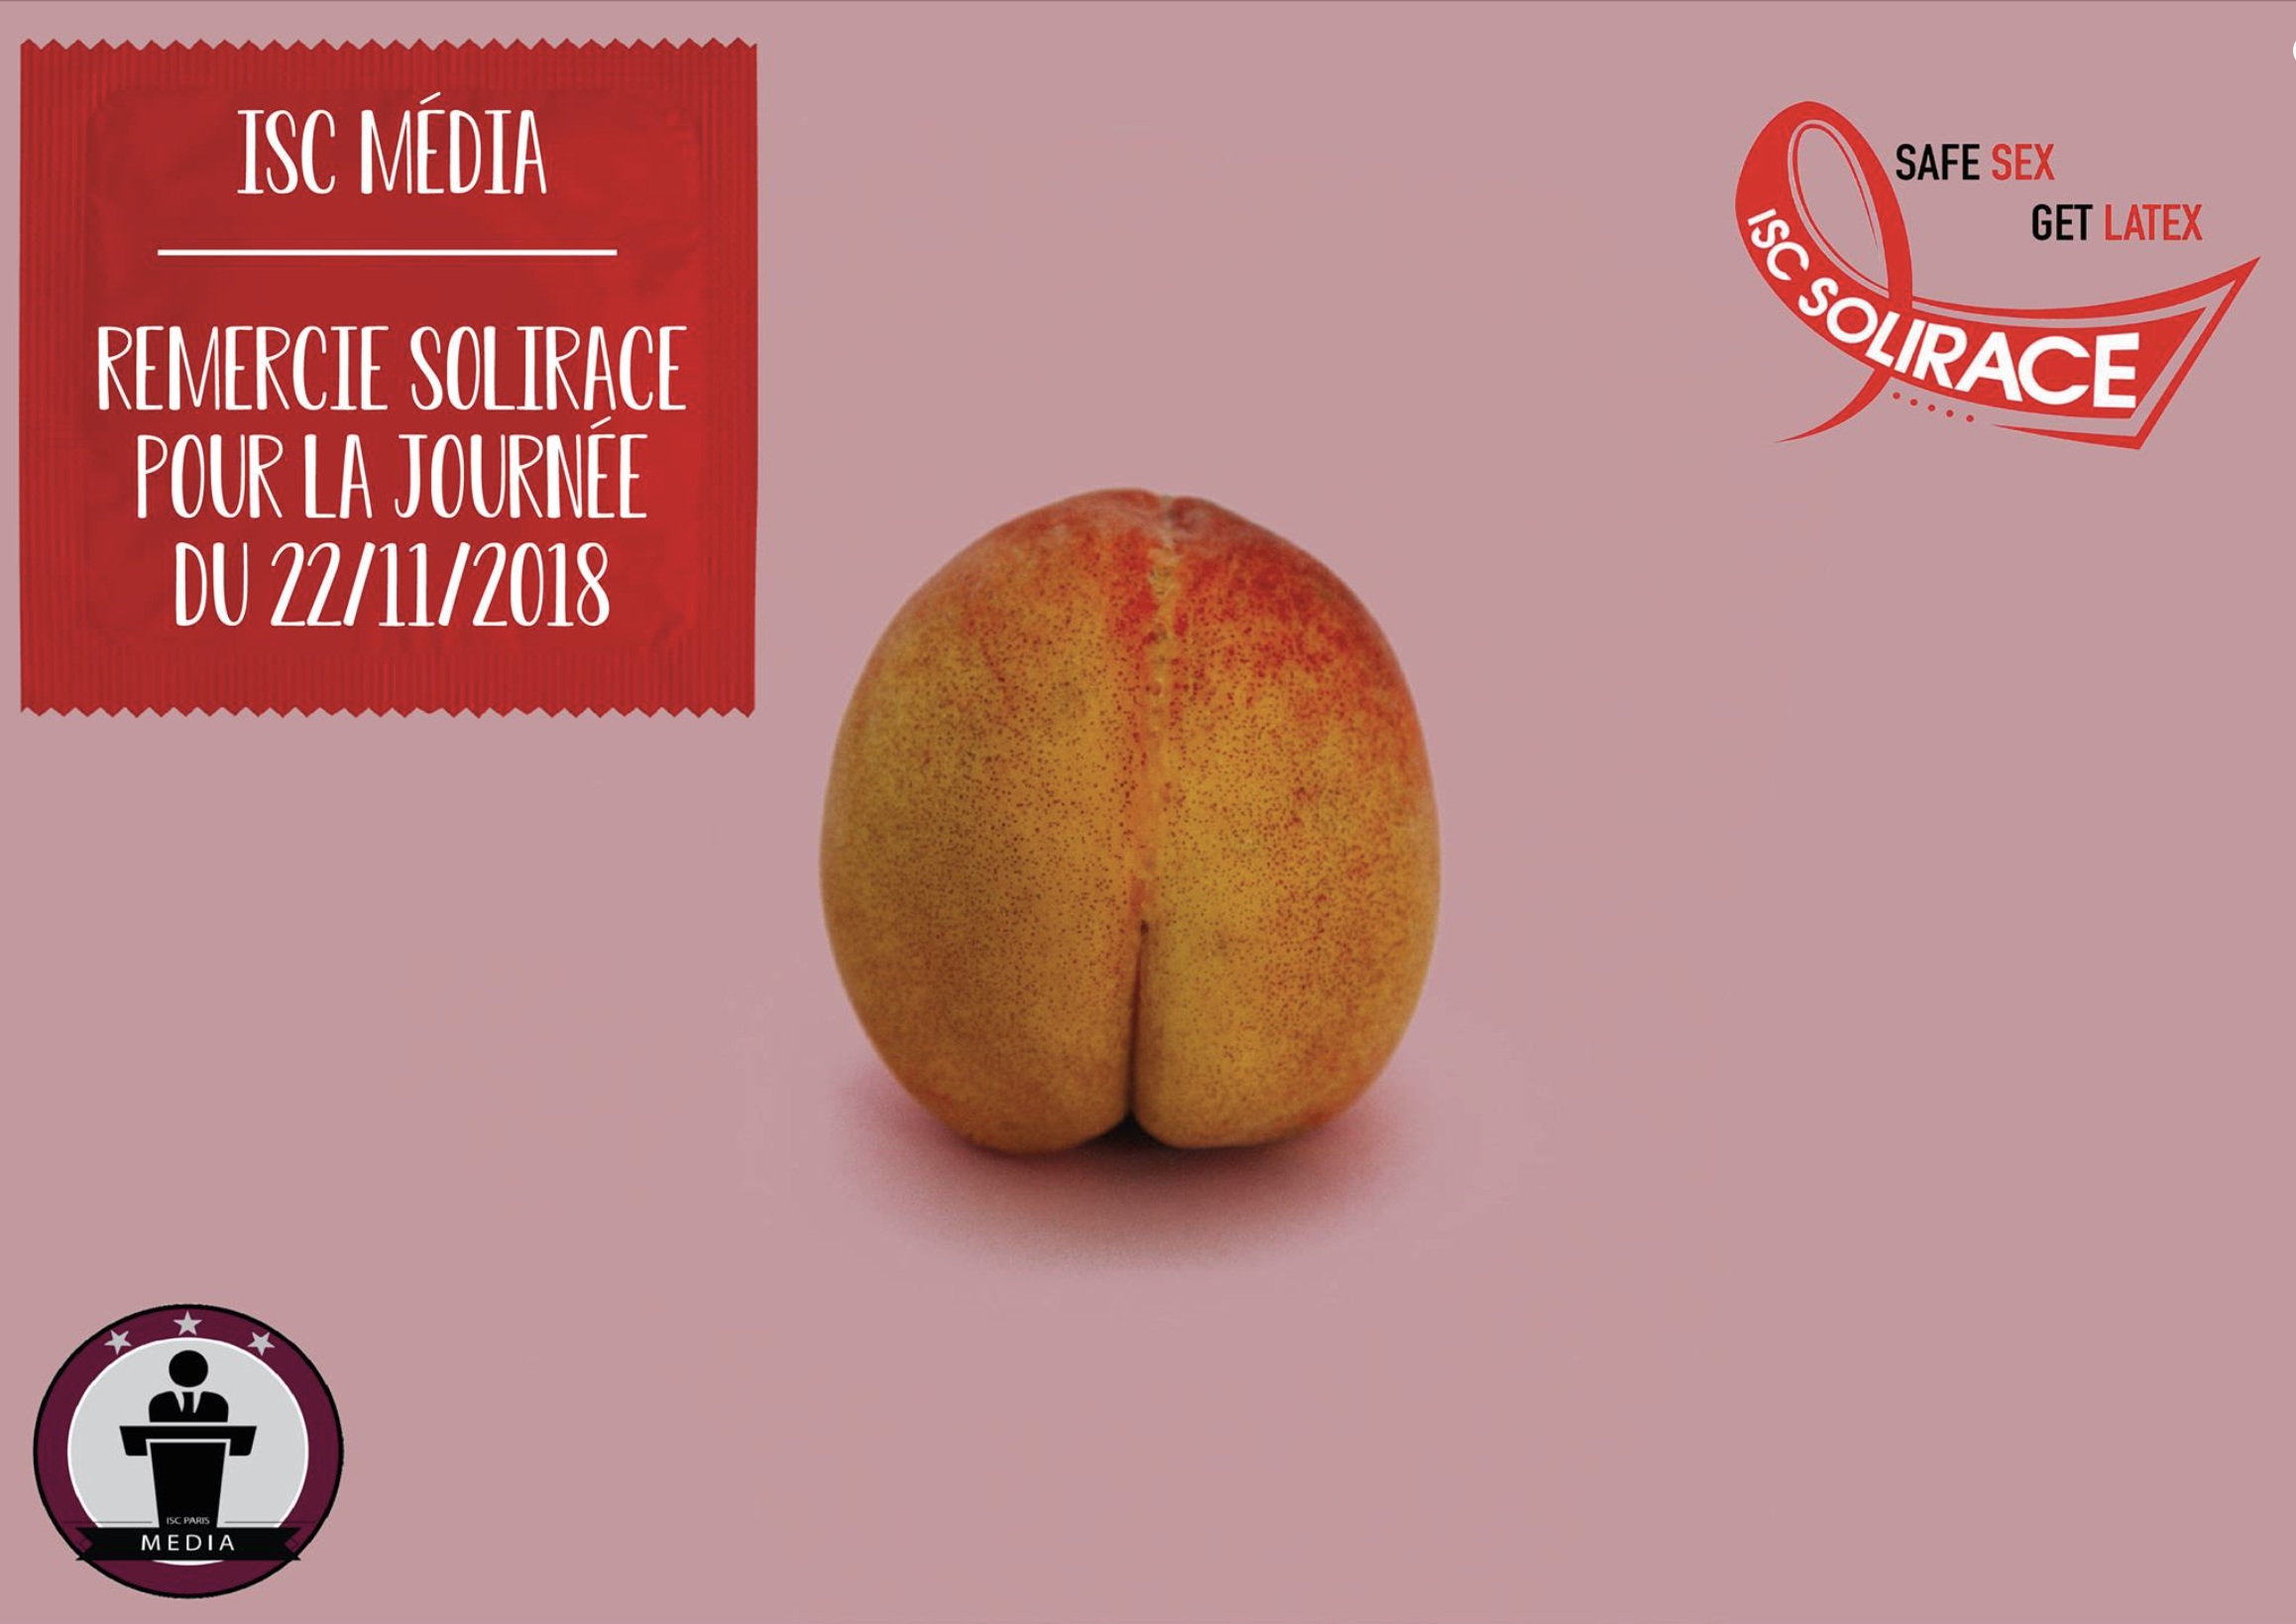 ISC MÉDIA
REMERCIE SOLIRACE
POUR LA JOURNÉE
DU 22/11/2018
SAFE SEX
GET LATEX
ISC SOLIRACE
ISC PARIS
MEDIA